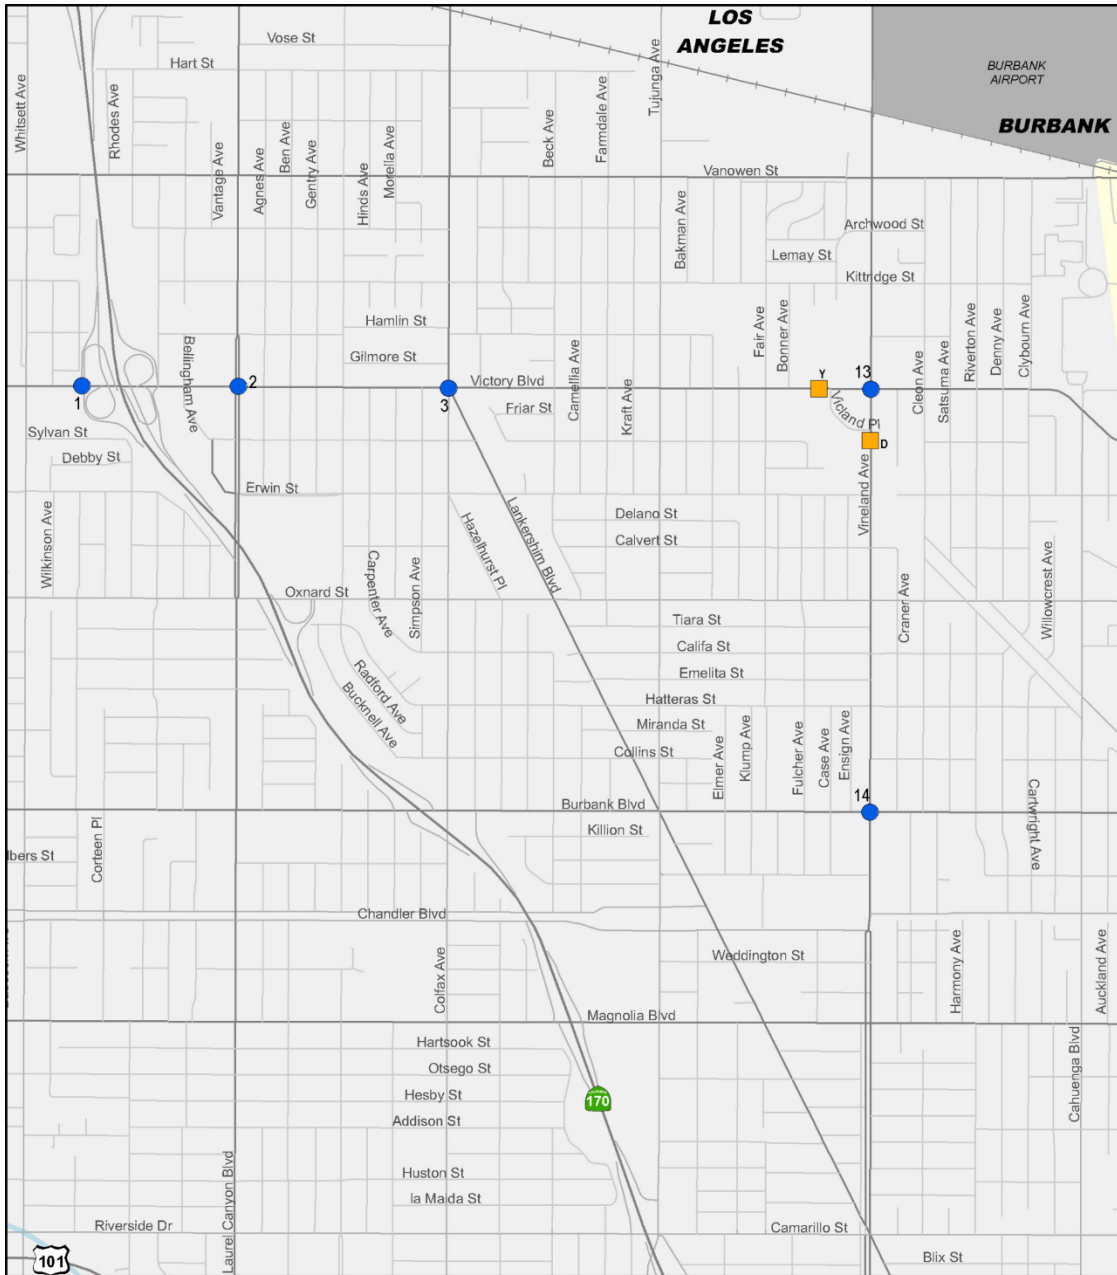 LOS
ANGELES
BURBANK
AIRPORT
BURBANK
Vose St
Hart St
Whitsett Ave
Rhodes Ave
Vantage Ave
Agnes Ave
Ben Ave
Gentry Ave
Hinds Ave
Morella Ave
Beck Ave
Farmdale Ave
Tujunga Ave
Vanowen St
Bakman Ave
Archwood St
Lemay St
Kittridge St
Hamlin St
Gilmore St
Bellingham Ave
Fair Ave
Bonner Ave
Cleon Ave
Satsuma Ave
Riverton Ave
Denny Ave
Clybourn Ave
1
2
3
Victory Blvd
Y
13
Friar St
Camellia Ave
Kraft Ave
Vicland Pl
D
Sylvan St
Debby St
Erwin St
Vineland Ave
Wilkinson Ave
Hazelhurst Pl
Lankershim Blvd
Delano St
Calvert St
Oxnard St
Carpenter Ave
Simpson Ave
Craner Ave
Willowcrest Ave
Tiara St
Califa St
Emelita St
Radford Ave
Bucknell Ave
Hatteras St
Miranda St
Collins St
Elmer Ave
Klump Ave
Fulcher Ave
Case Ave
Ensign Ave
14
Burbank Blvd
Killion St
Cartwright Ave
lbers St
Corteen Pl
Chandler Blvd
Colfax Ave
Weddington St
Harmony Ave
Auckland Ave
Magnolia Blvd
Hartsook St
Otsego St
Hesby St
170
Addison St
Cahuenga Blvd
Huston St
la Maida St
Laurel Canyon Blvd
Riverside Dr
Camarillo St
101
Blix St